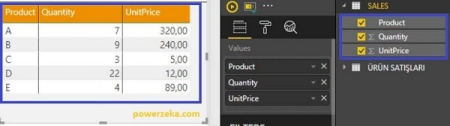 Product Quantity UnitPrice
A 7 320,00
B 9 240,00
C 3 5,00
D 22 12,00
E 4 89,00
powerzeka.com
Values
Product
Quantity
UnitPrice
FILTERS
SALES
Product
Σ Quantity
Σ UnitPrice
ÜRÜN SATIŞLARI